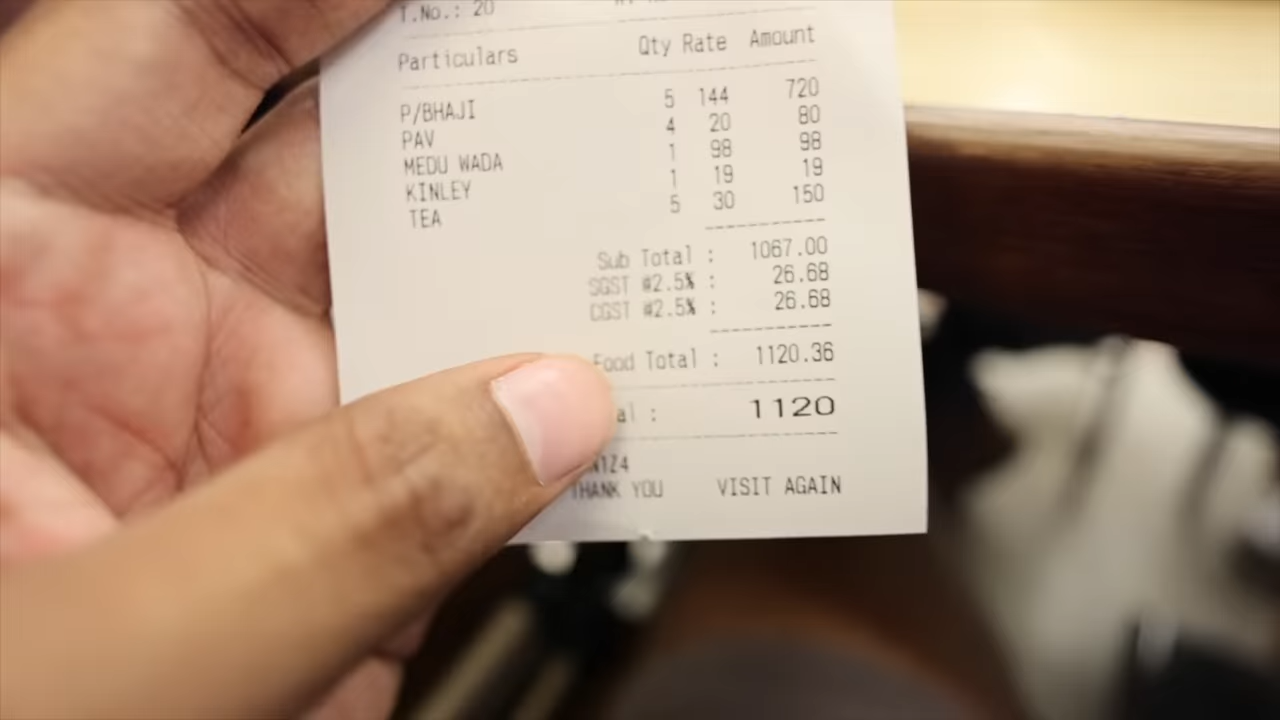 T.No.: 20
Particulars Qty Rate Amount
P/BHAJI 5 144 720
PAV 4 20 80
MEDU WADA 1 98 98
KINLEY 1 19 19
TEA 5 30 150
Sub Total : 1067.00
SGST @2.5% : 26.68
CGST @2.5% : 26.68
Food Total : 1120.36
al : 1120
N1Z4
THANK YOU VISIT AGAIN